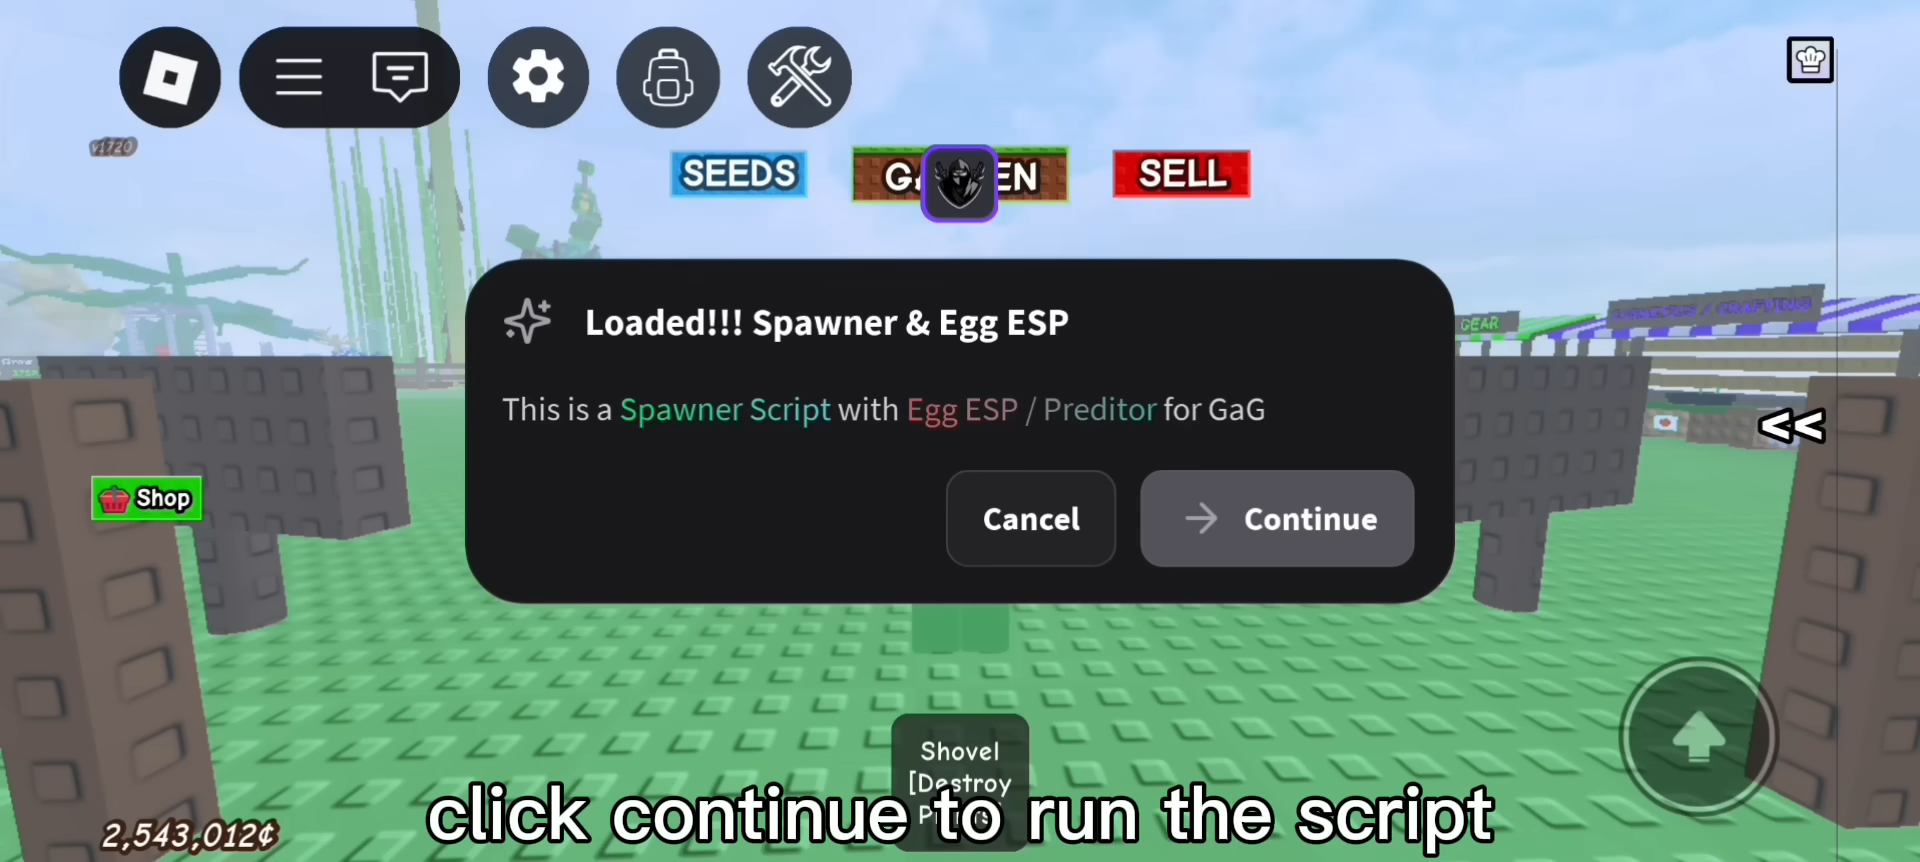 v1720
SEEDS
SELL
Loaded!!! Spawner & Egg ESP
GEAR
This is a Spawner Script with Egg ESP / Preditor for GaG
<<
Shop
Cancel
Continue
Shovel
[Destroy
click continue to run the script
2,543,012¢